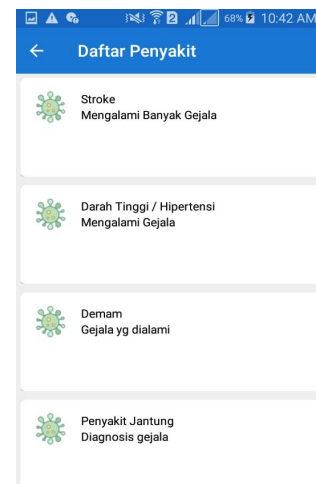 2
68%
10:42 AM
Daftar Penyakit
Stroke
Mengalami Banyak Gejala
Darah Tinggi / Hipertensi
Mengalami Gejala
Demam
Gejala yg dialami
Penyakit Jantung
Diagnosis gejala